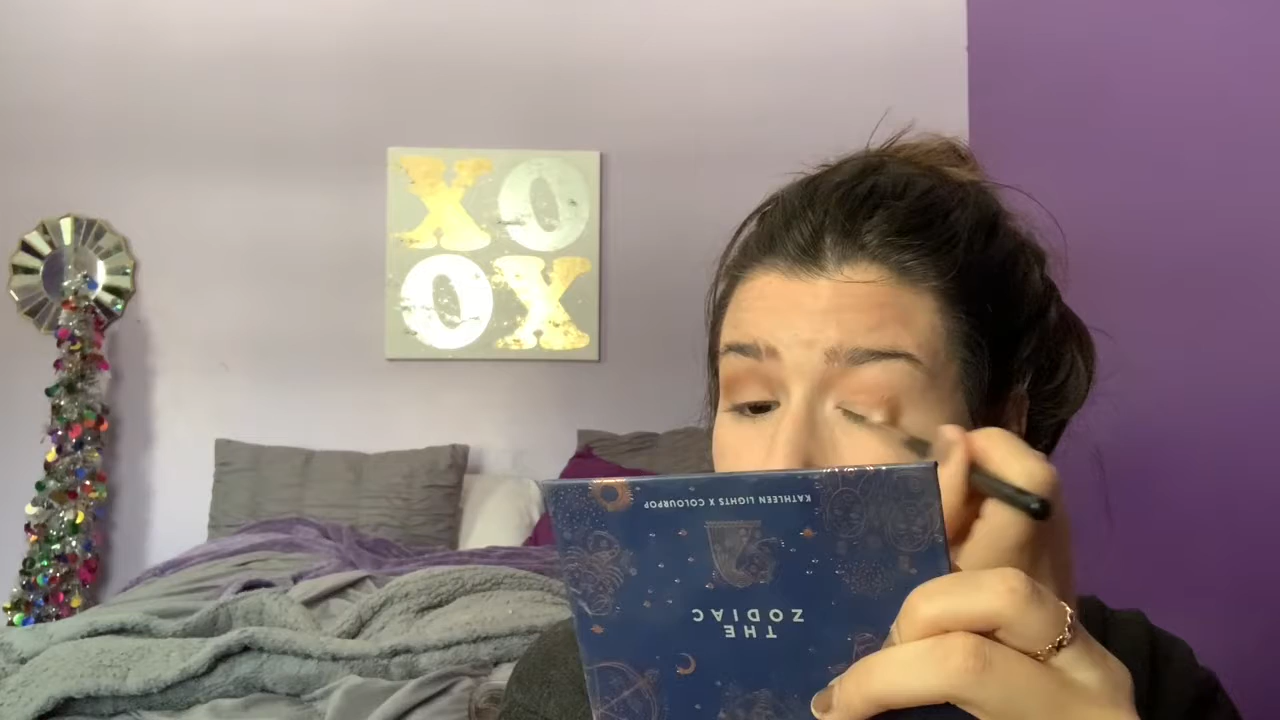 XO
OX
KATHLEEN LIGHTS X COLOURPOP
THE
ZODIAC